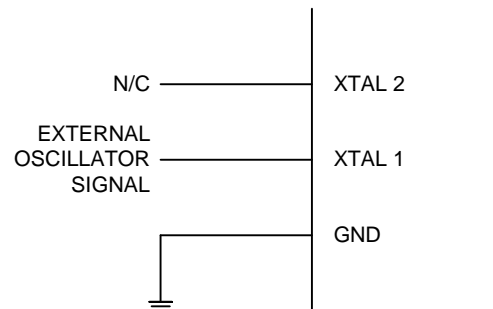 N/C
XTAL 2
EXTERNAL
OSCILLATOR
SIGNAL
XTAL 1
GND